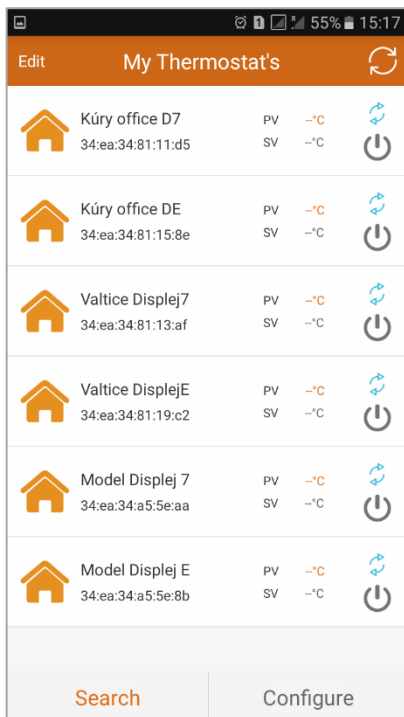 1 55% 15:17
Edit My Thermostat's
Kúry office D7 PV --°C
34:ea:34:81:11:d5 SV --°C
Kúry office DE PV --°C
34:ea:34:81:15:8e SV --°C
Valtice Displej7 PV --°C
34:ea:34:81:13:af SV --°C
Valtice DisplejE PV --°C
34:ea:34:81:19:c2 SV --°C
Model Displej 7 PV --°C
34:ea:34:a5:5e:aa SV --°C
Model Displej E PV --°C
34:ea:34:a5:5e:8b SV --°C
Search Configure